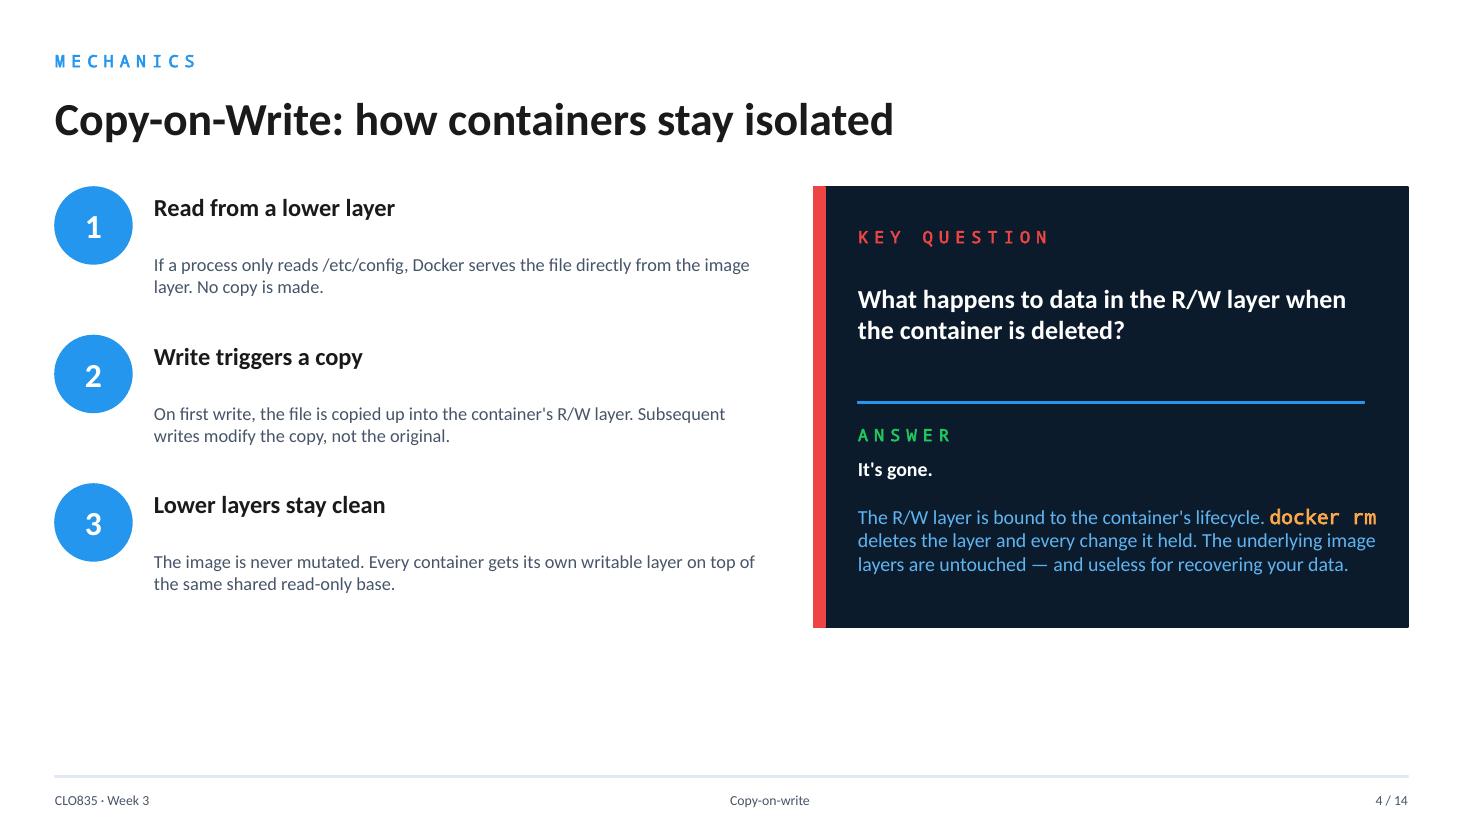 MECHANICS
Copy-on-Write: how containers stay isolated
1
Read from a lower layer
If a process only reads /etc/config, Docker serves the file directly from the image
layer. No copy is made.
2
Write triggers a copy
On first write, the file is copied up into the container's R/W layer. Subsequent
writes modify the copy, not the original.
3
Lower layers stay clean
The image is never mutated. Every container gets its own writable layer on top of
the same shared read-only base.
KEY QUESTION
What happens to data in the R/W layer when
the container is deleted?
ANSWER
It's gone.
The R/W layer is bound to the container's lifecycle. docker rm
deletes the layer and every change it held. The underlying image
layers are untouched — and useless for recovering your data.
CLO835 · Week 3
Copy-on-write
4 / 14